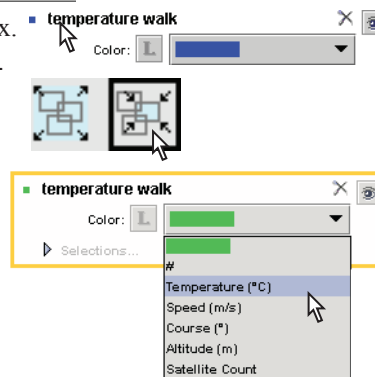 x.
temperature walk
Color: L
.
temperature walk
Color: L
Selections...
#
Temperature (°C)
Speed (m/s)
Course (°)
Altitude (m)
Satellite Count